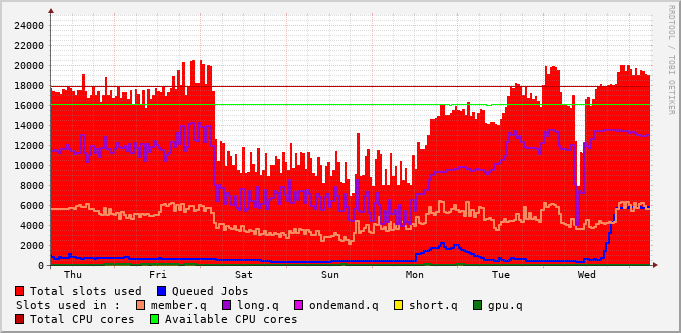 RRDTOOL / TOBI OETIKER
24000
22000
20000
18000
16000
14000
12000
10000
8000
6000
4000
2000
0
Thu Fri Sat Sun Mon Tue Wed
Total slots used Queued Jobs
Slots used in : member.q long.q ondemand.q short.q gpu.q
Total CPU cores Available CPU cores